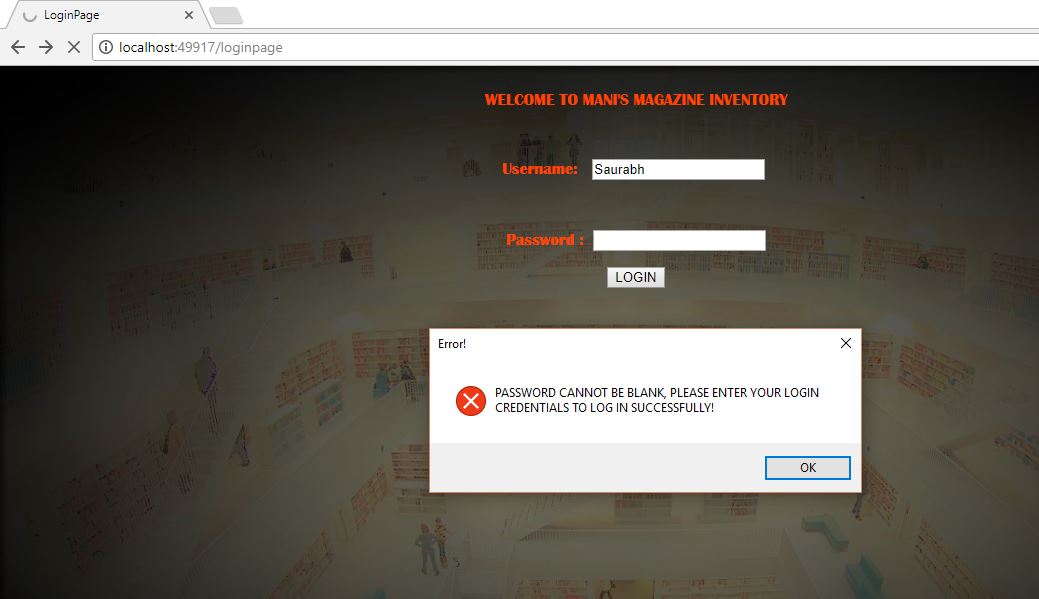 LoginPage
localhost:49917/loginpage
WELCOME TO MANI'S MAGAZINE INVENTORY
Username: Saurabh
Password :
LOGIN
Error!
PASSWORD CANNOT BE BLANK, PLEASE ENTER YOUR LOGIN
CREDENTIALS TO LOG IN SUCCESSFULLY!
OK